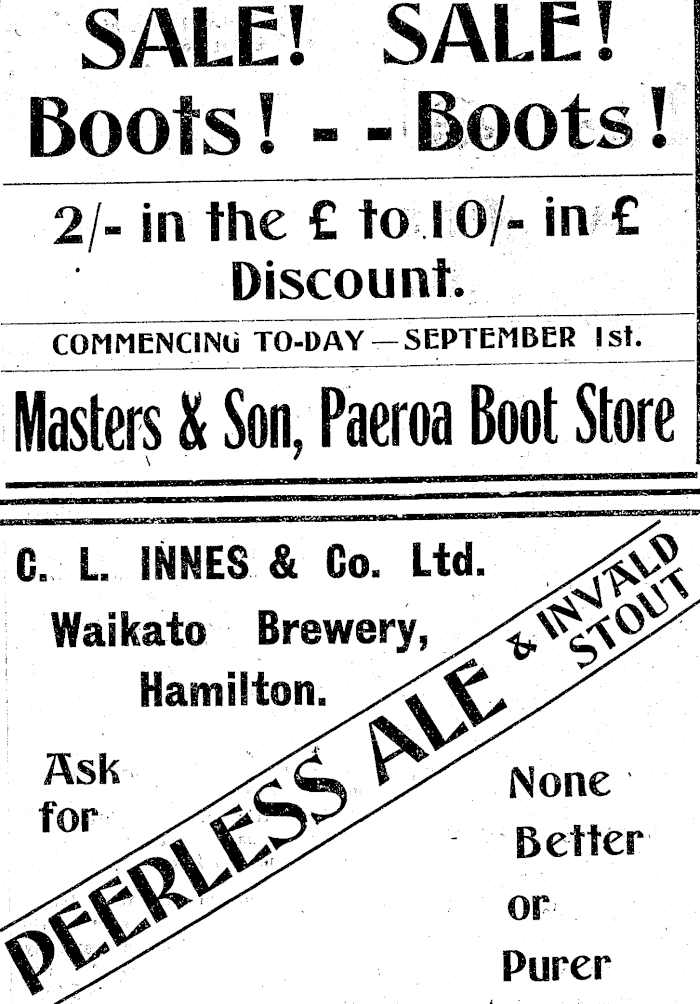 SALE! SALE!
Boots! - - Boots!
2/- in the £ to 10/- in £
Discount.
COMMENCING TO-DAY — SEPTEMBER 1st.
Masters & Son, Paeroa Boot Store
C. L. INNES & Co. Ltd.
Waikato Brewery,
Hamilton.
Ask
for
PEERLESS ALE & INVALD
STOUT
None
Better
or
Purer